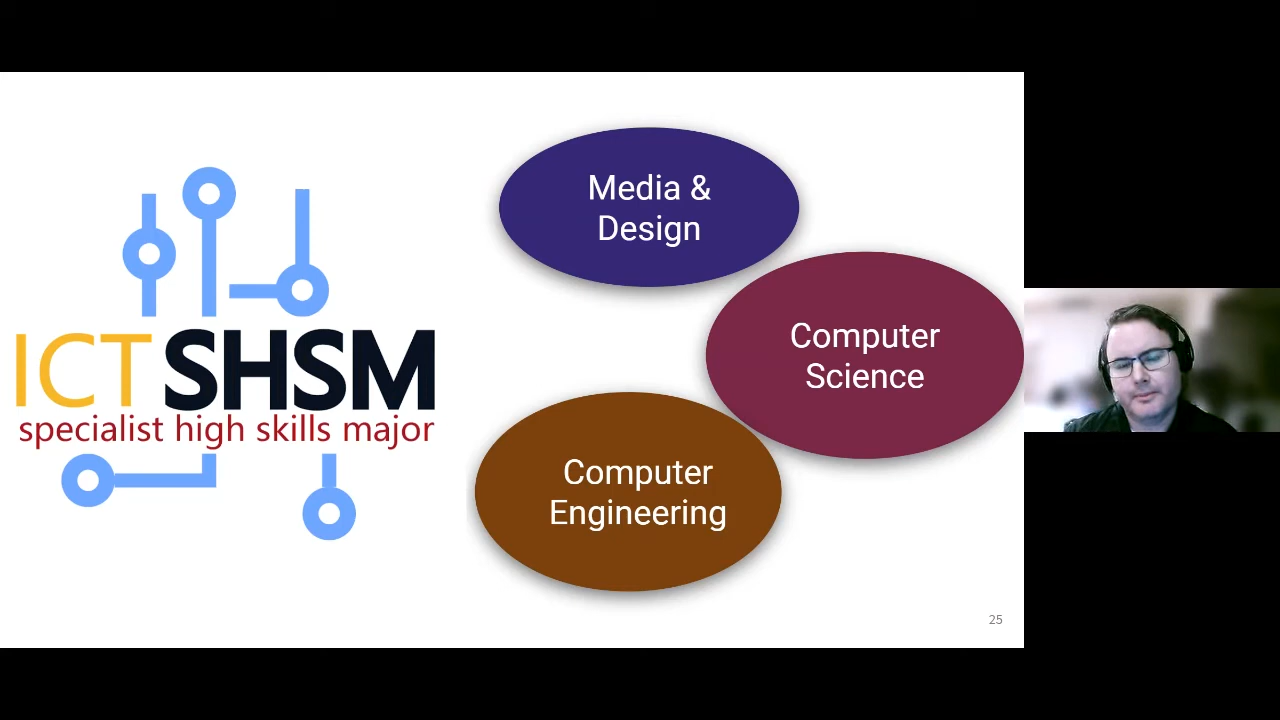 ICT SHSM
specialist high skills major
Media &
Design
Computer
Science
Computer
Engineering
25